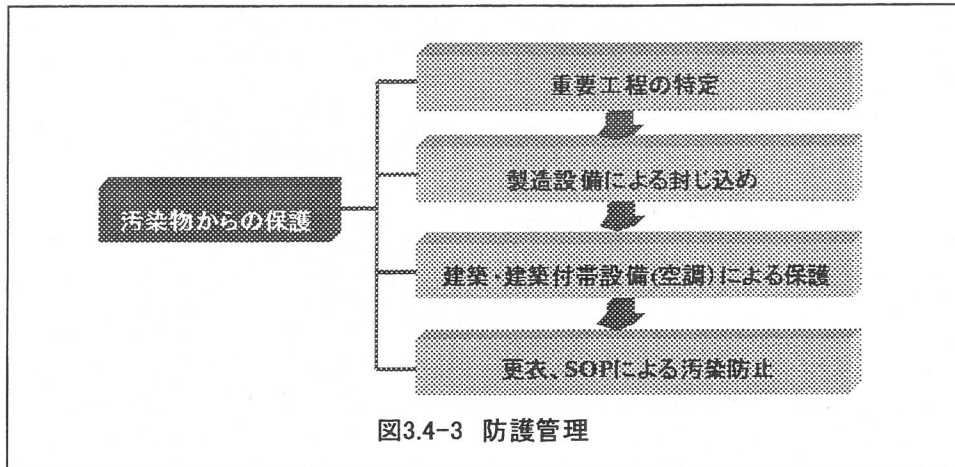 重要工程の特定
製造設備による封じ込め
汚染物からの保護
建築・建築付帯設備(空調)による保護
更衣、SOPによる汚染防止
図3.4-3 防護管理